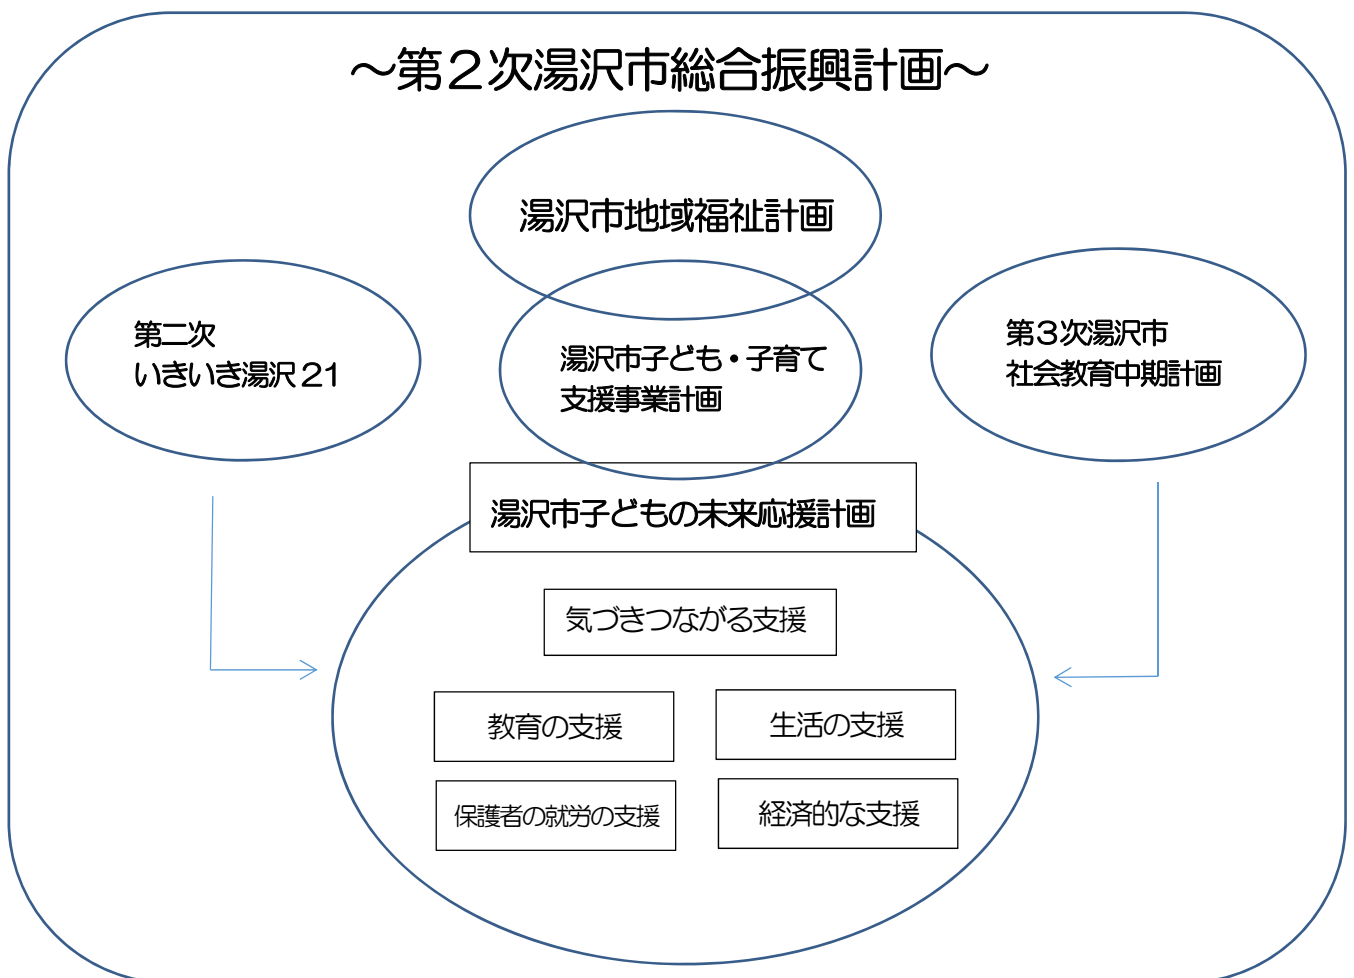 ～第２次湯沢市総合振興計画～
湯沢市地域福祉計画
第二次
いきいき湯沢21
湯沢市子ども・子育て
支援事業計画
第３次湯沢市
社会教育中期計画
湯沢市子どもの未来応援計画
気づきつながる支援
教育の支援
生活の支援
保護者の就労の支援
経済的な支援